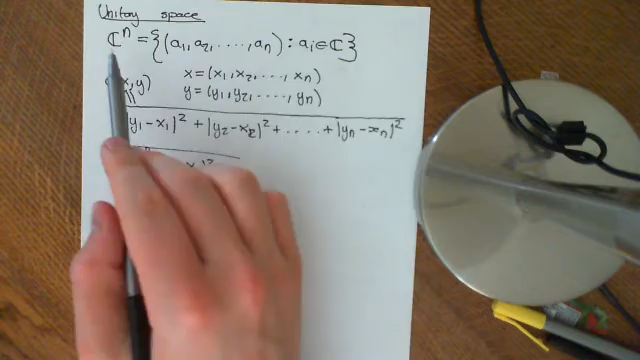 Unitary space
ℂⁿ = {(a₁, a₂, ....., aₙ) : aᵢ ∈ ℂ}
x, y) x = (x₁, x₂, ...., xₙ)
y = (y₁, y₂, ...., yₙ)
y₁ - x₁|² + |y₂ - x₂|² + ..... + |yₙ - xₙ|²